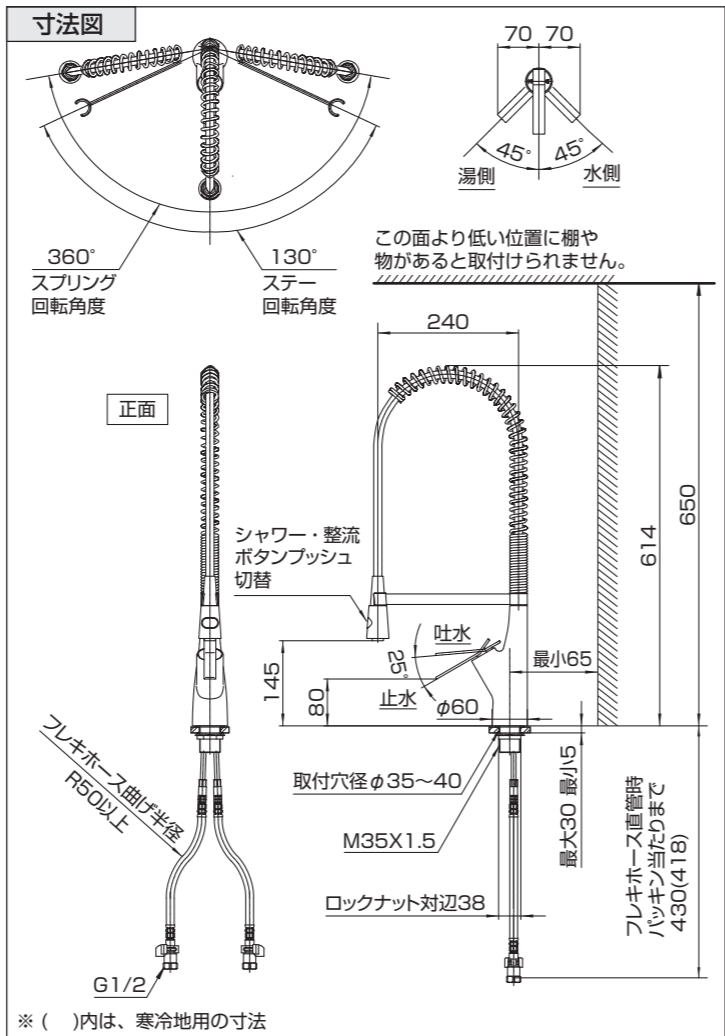 寸法図
70 70
45° 45°
湯側 水側
360°
スプリング
回転角度
130°
ステー
回転角度
この面より低い位置に棚や
物があると取付けられません。
240
正面
シャワー・整流
ボタンプッシュ
切替
614
650
吐水
25°
止水
最小65
145
80
φ60
取付穴径φ35〜40
M35X1.5
最大30 最小5
ロックナット対辺38
フレキホース曲げ半径
R50以上
フレキホース直管時
パッキン当たりまで
430(418)
G1/2
※ ( )内は、寒冷地用の寸法